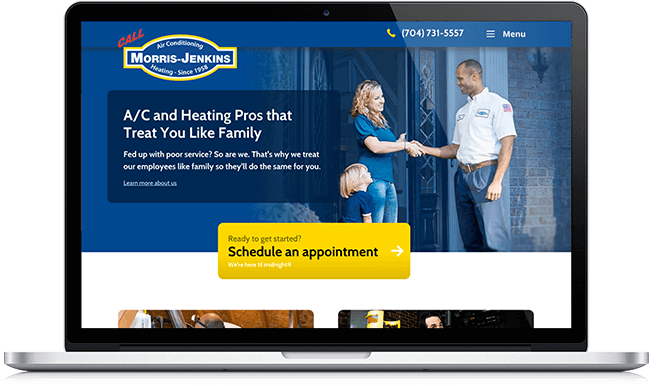 CALL
Air Conditioning
MORRIS-JENKINS
Heating - Since 1958
(704) 731-5557
Menu
A/C and Heating Pros that
Treat You Like Family
Fed up with poor service? So are we. That's why we treat
our employees like family so they'll do the same for you.
Learn more about us
Ready to get started?
Schedule an appointment
We're here til midnight!